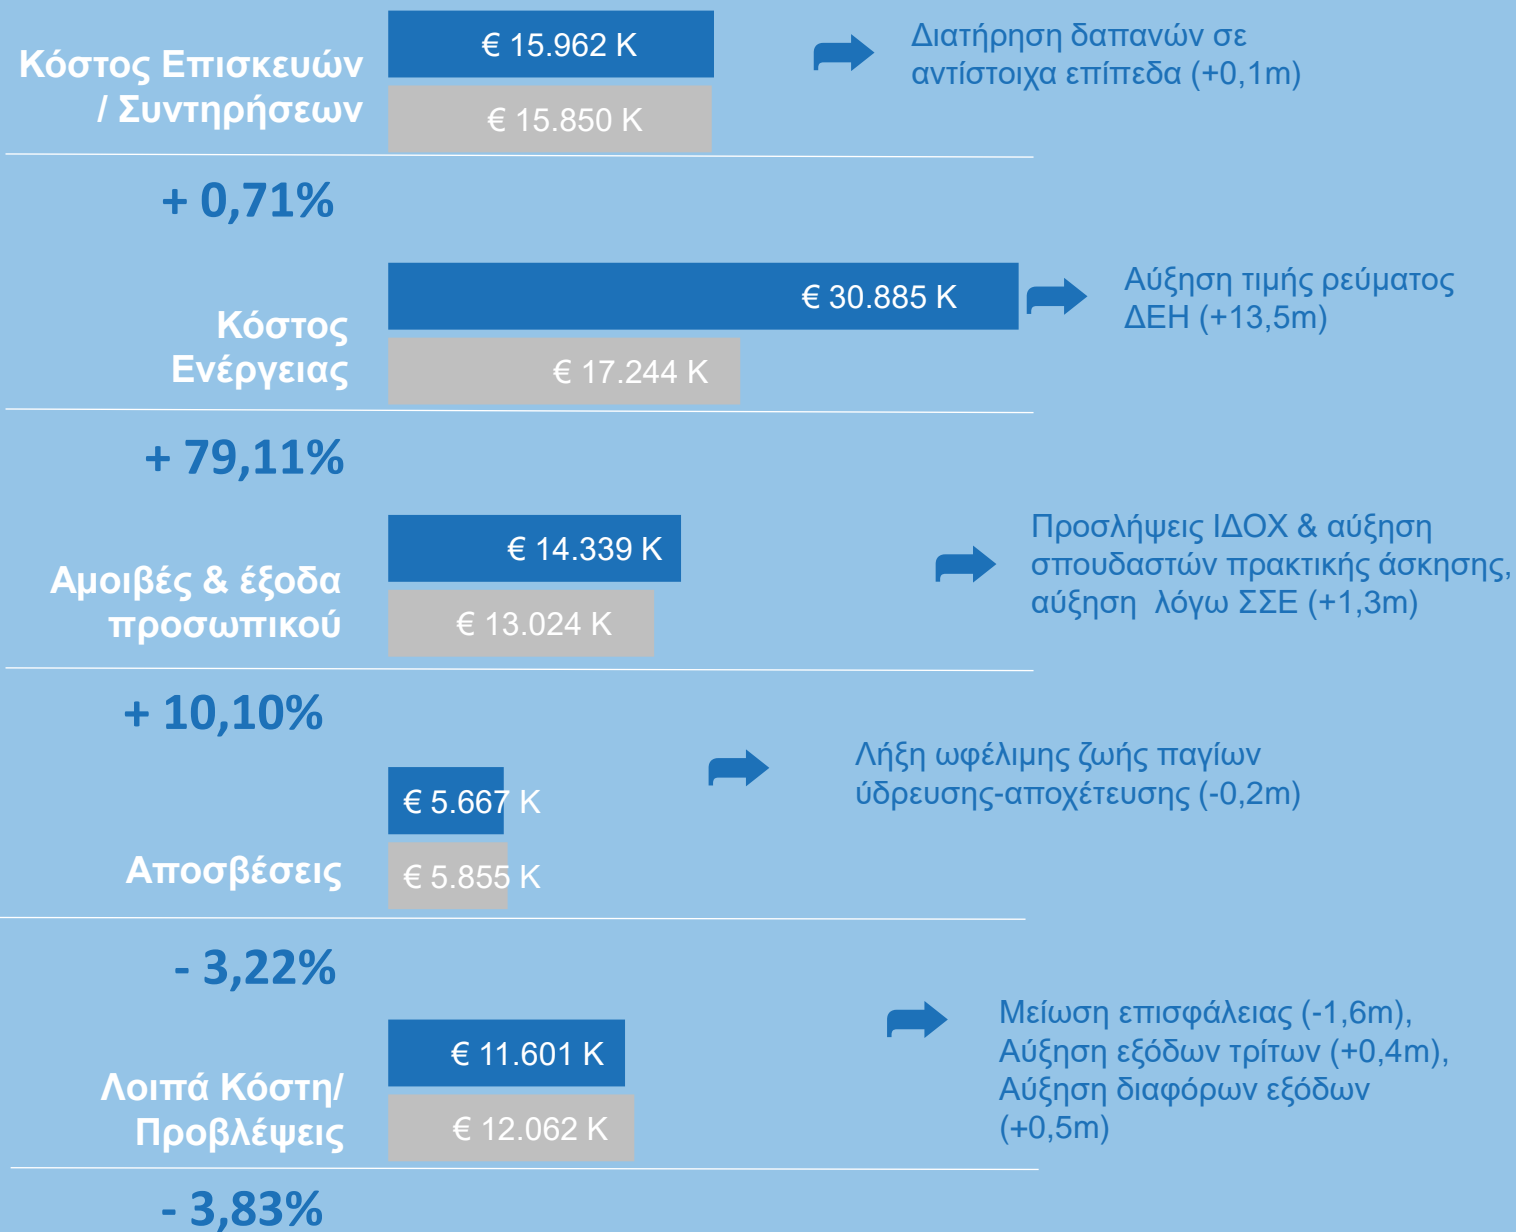 Κόστος Επισκευών
/ Συντηρήσεων
€ 15.962 K
€ 15.850 K
Διατήρηση δαπανών σε
αντίστοιχα επίπεδα (+0,1m)
+ 0,71%
Κόστος
Ενέργειας
€ 30.885 K
€ 17.244 K
Αύξηση τιμής ρεύματος
ΔΕΗ (+13,5m)
+ 79,11%
Αμοιβές & έξοδα
προσωπικού
€ 14.339 K
€ 13.024 K
Προσλήψεις ΙΔΟΧ & αύξηση
σπουδαστών πρακτικής άσκησης,
αύξηση  λόγω ΣΣΕ (+1,3m)
+ 10,10%
Αποσβέσεις
€ 5.667 K
€ 5.855 K
Λήξη ωφέλιμης ζωής παγίων
ύδρευσης-αποχέτευσης (-0,2m)
- 3,22%
Λοιπά Κόστη/
Προβλέψεις
€ 11.601 K
€ 12.062 K
Μείωση επισφάλειας (-1,6m),
Αύξηση εξόδων τρίτων (+0,4m),
Αύξηση διαφόρων εξόδων
(+0,5m)
- 3,83%